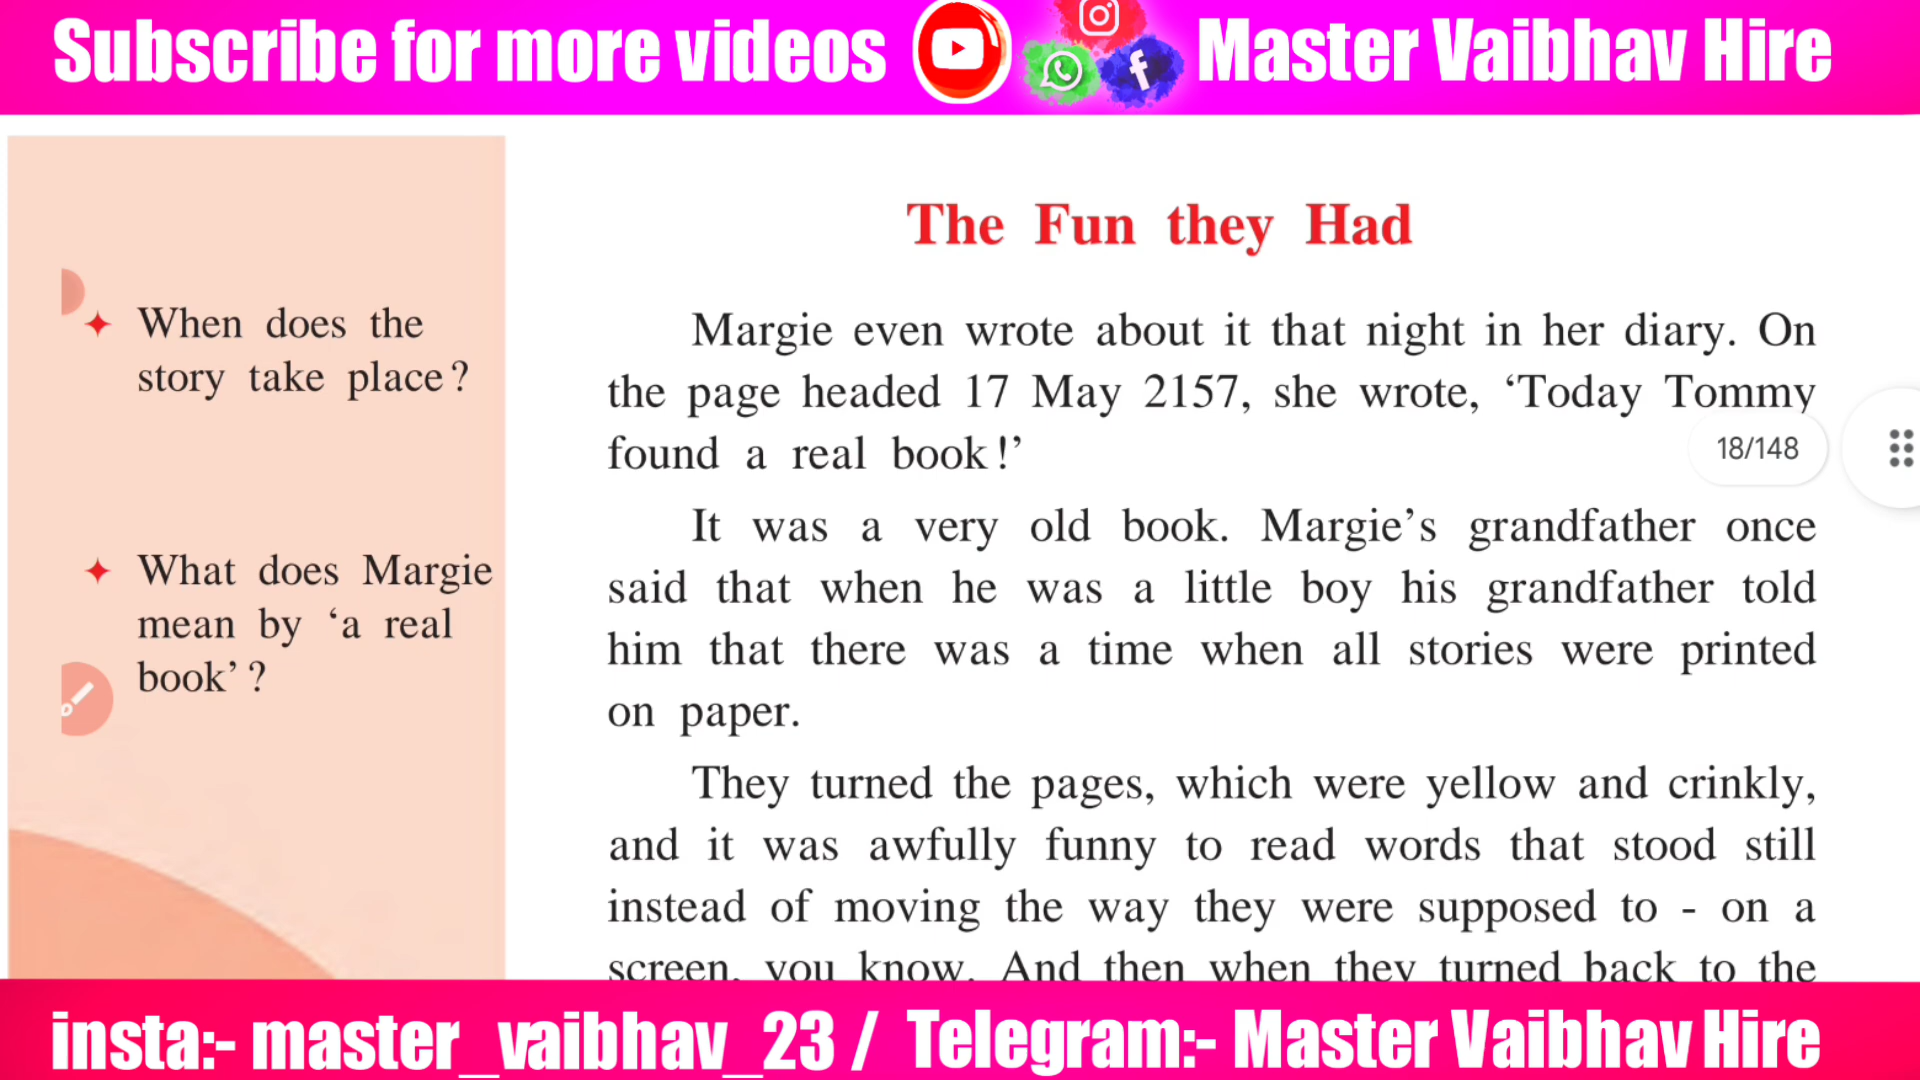 Subscribe for more videos Master Vaibhav Hire
When does the
story take place ?
What does Margie
mean by ‘a real
book’ ?
The Fun they Had
Margie even wrote about it that night in her diary. On
the page headed 17 May 2157, she wrote, ‘Today Tommy
found a real book !’
18/148
It was a very old book. Margie’s grandfather once
said that when he was a little boy his grandfather told
him that there was a time when all stories were printed
on paper.
They turned the pages, which were yellow and crinkly,
and it was awfully funny to read words that stood still
instead of moving the way they were supposed to - on a
screen, you know. And then when they turned back to the
insta:- master_vaibhav_23 / Telegram:- Master Vaibhav Hire